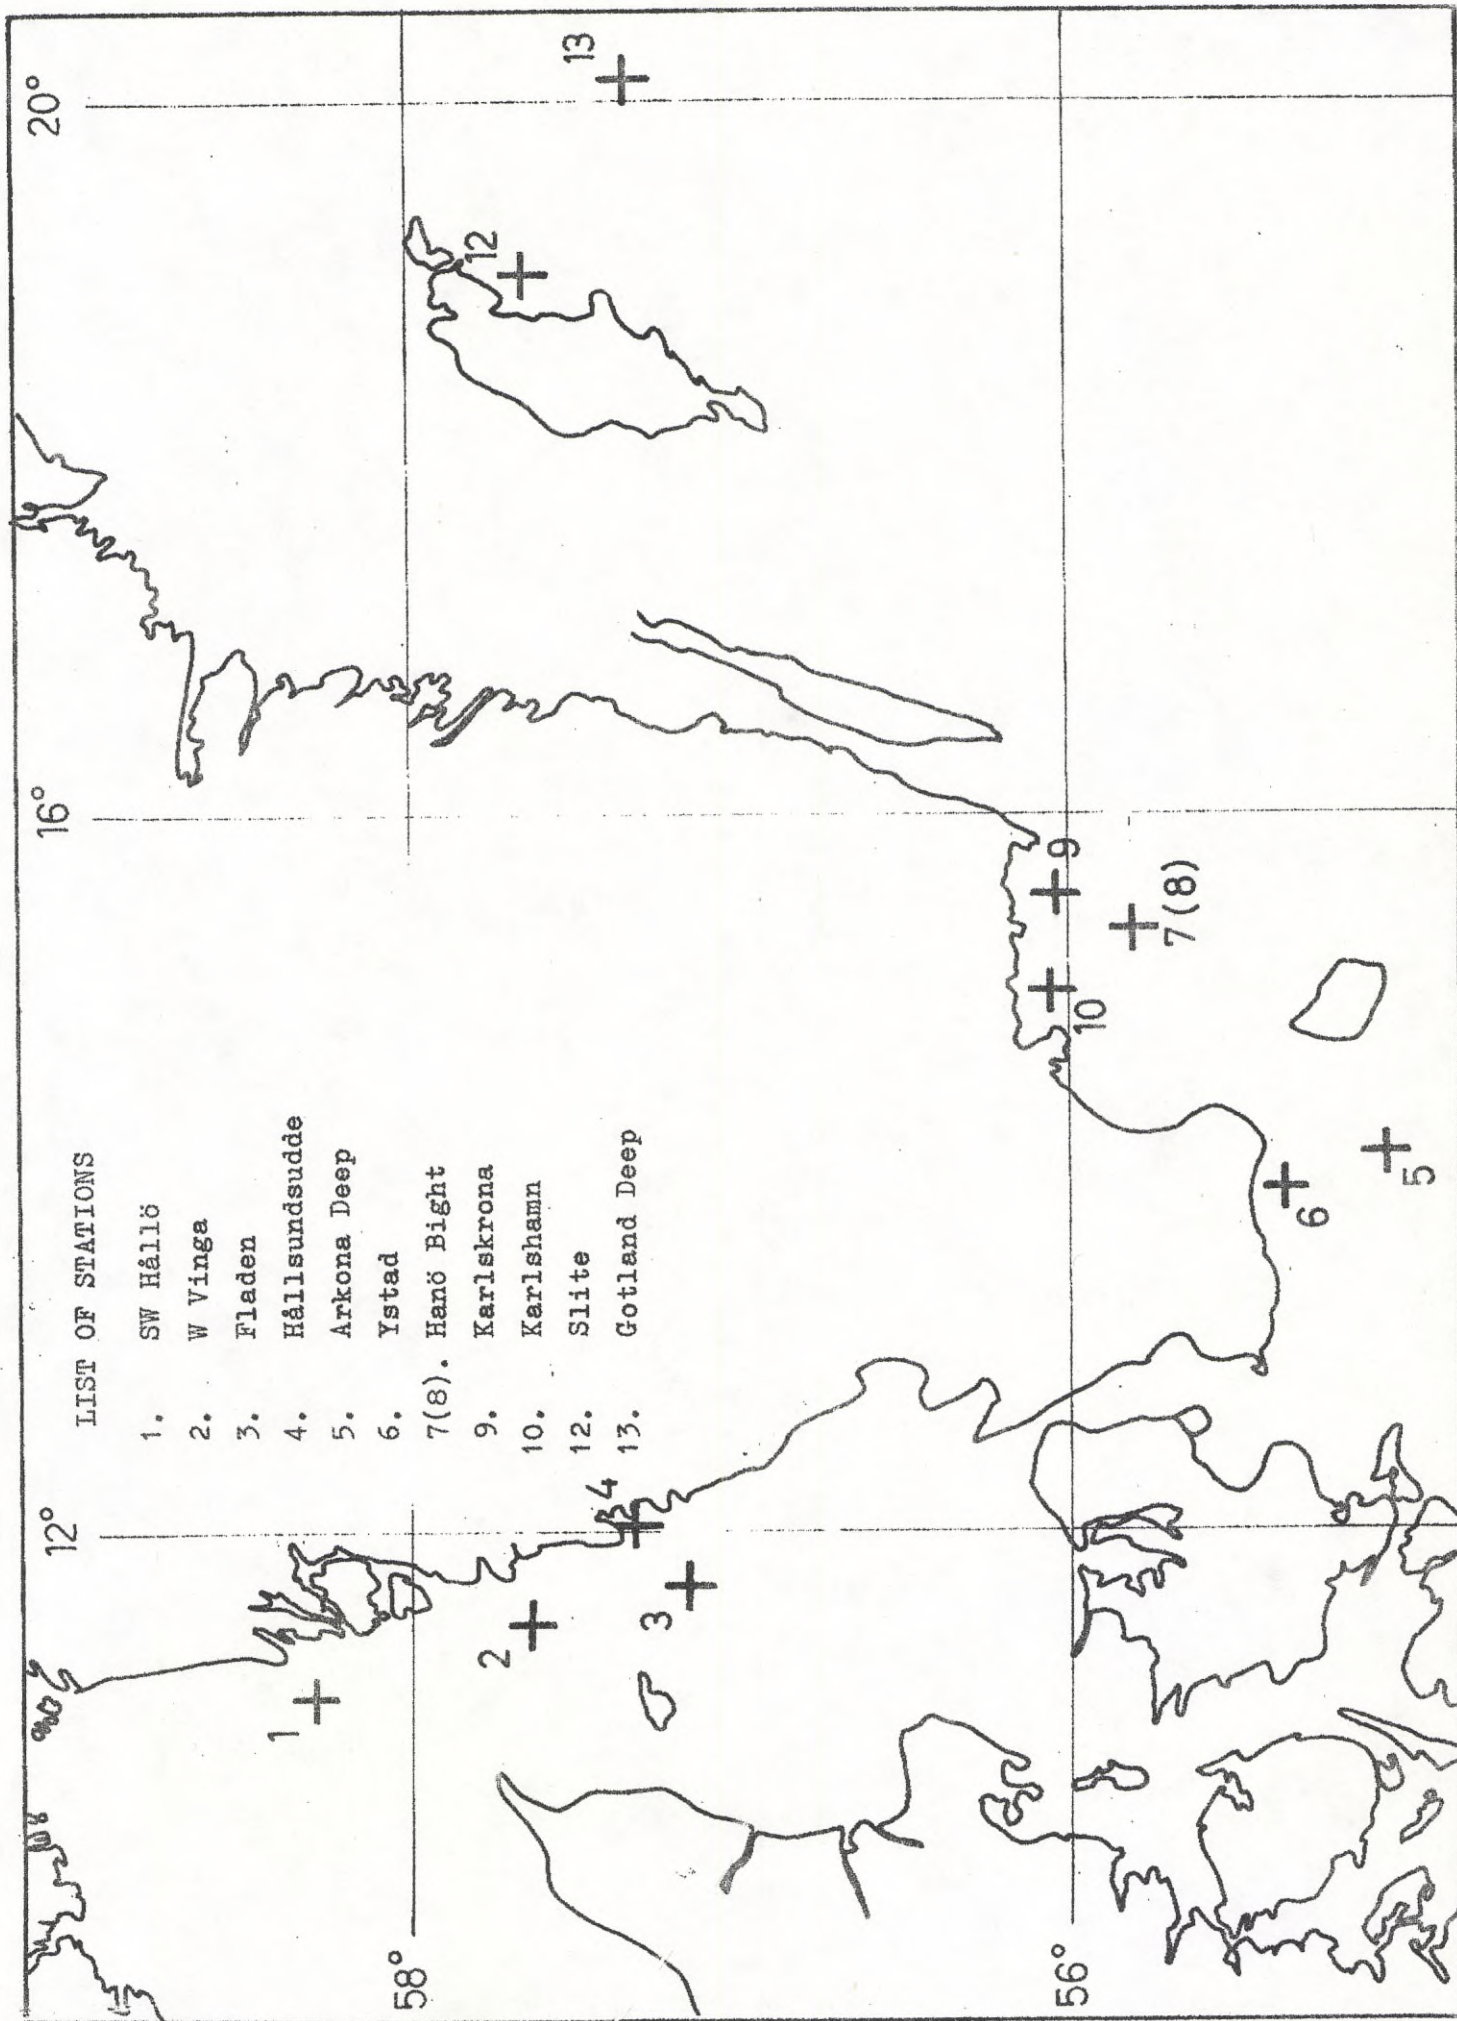 LIST OF STATIONS
1. SW Hållö
2. W Vinga
3. Fladen
4. Hållsundsudde
5. Arkona Deep
6. Ystad
7(8). Hanö Bight
9. Karlskrona
10. Karlshamn
12. Slite
13. Gotland Deep
12°
16°
20°
58°
56°
1
2
3
4
5
6
7(8)
9
10
12
13